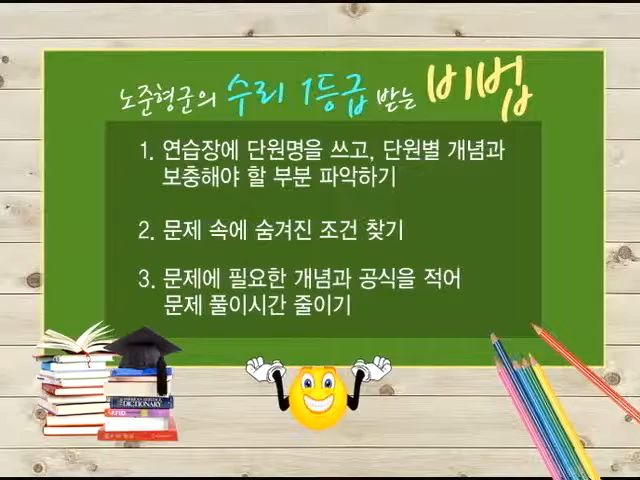 노준형군의 수리 1등급 받는 비법
1. 연습장에 단원명을 쓰고, 단원별 개념과
보충해야 할 부분 파악하기
2. 문제 속에 숨겨진 조건 찾기
3. 문제에 필요한 개념과 공식을 적어
문제 풀이시간 줄이기
DICTIONARY